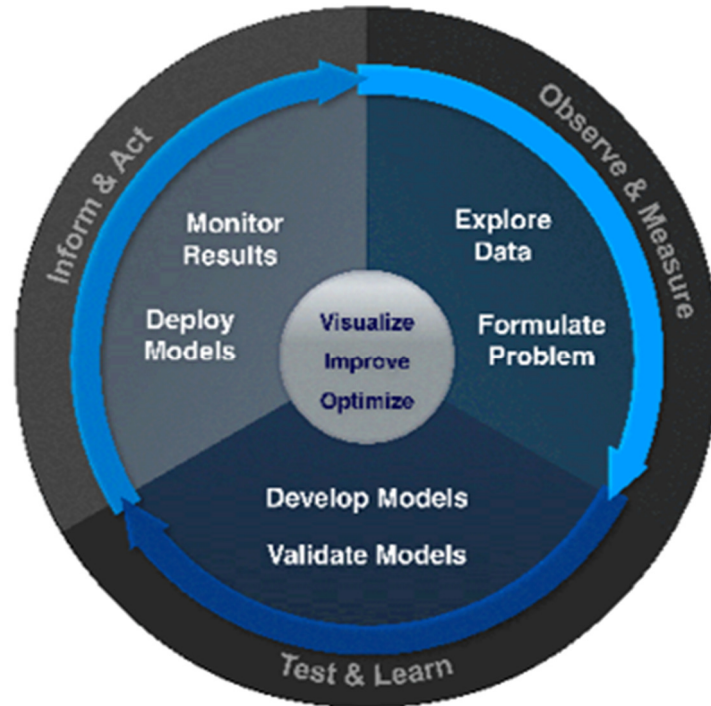 Observe & Measure
Explore
Data
Formulate
Problem
Test & Learn
Develop Models
Validate Models
Inform & Act
Monitor
Results
Deploy
Models
Visualize
Improve
Optimize